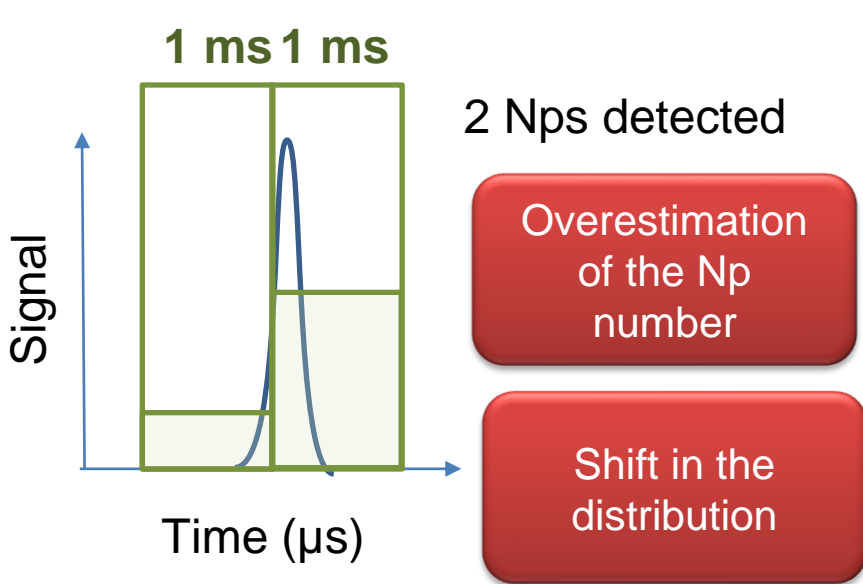 1 ms 1 ms
2 Nps detected
Signal
Overestimation
of the Np
number
Shift in the
distribution
Time (µs)